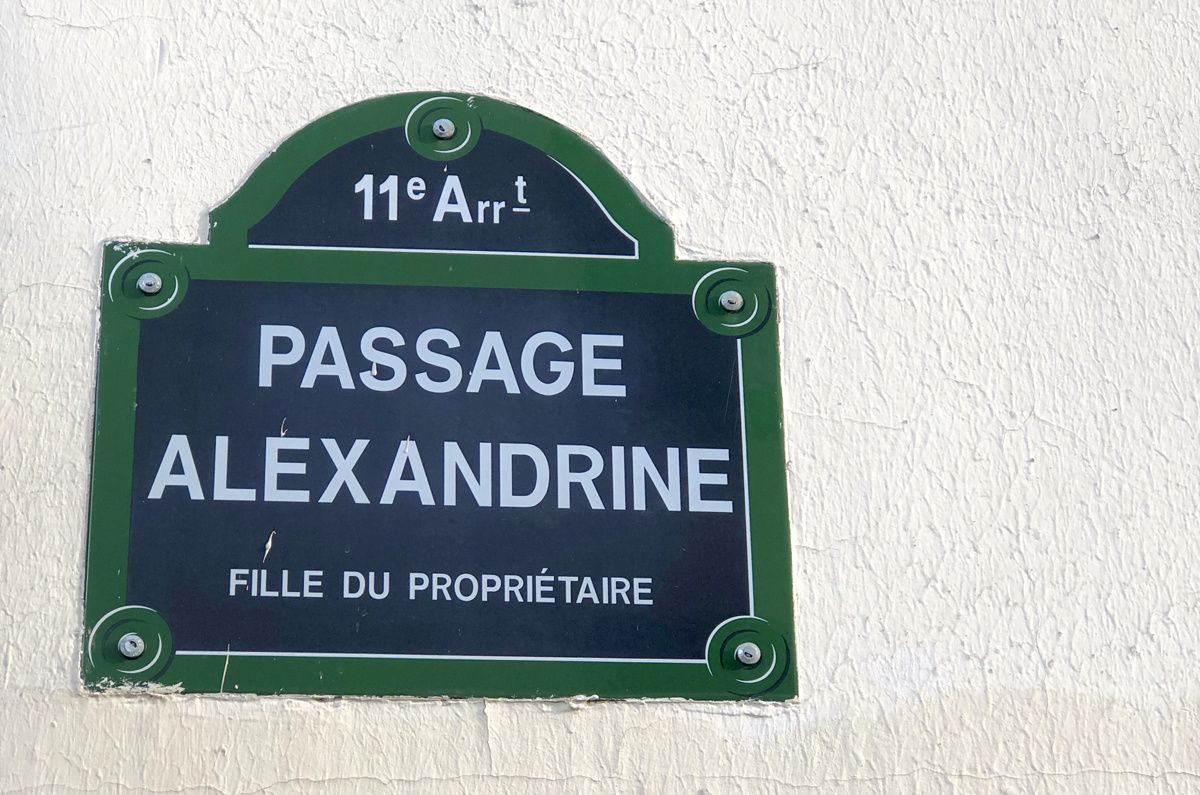 11e Arrt
PASSAGE
ALEXANDRINE
FILLE DU PROPRIÉTAIRE